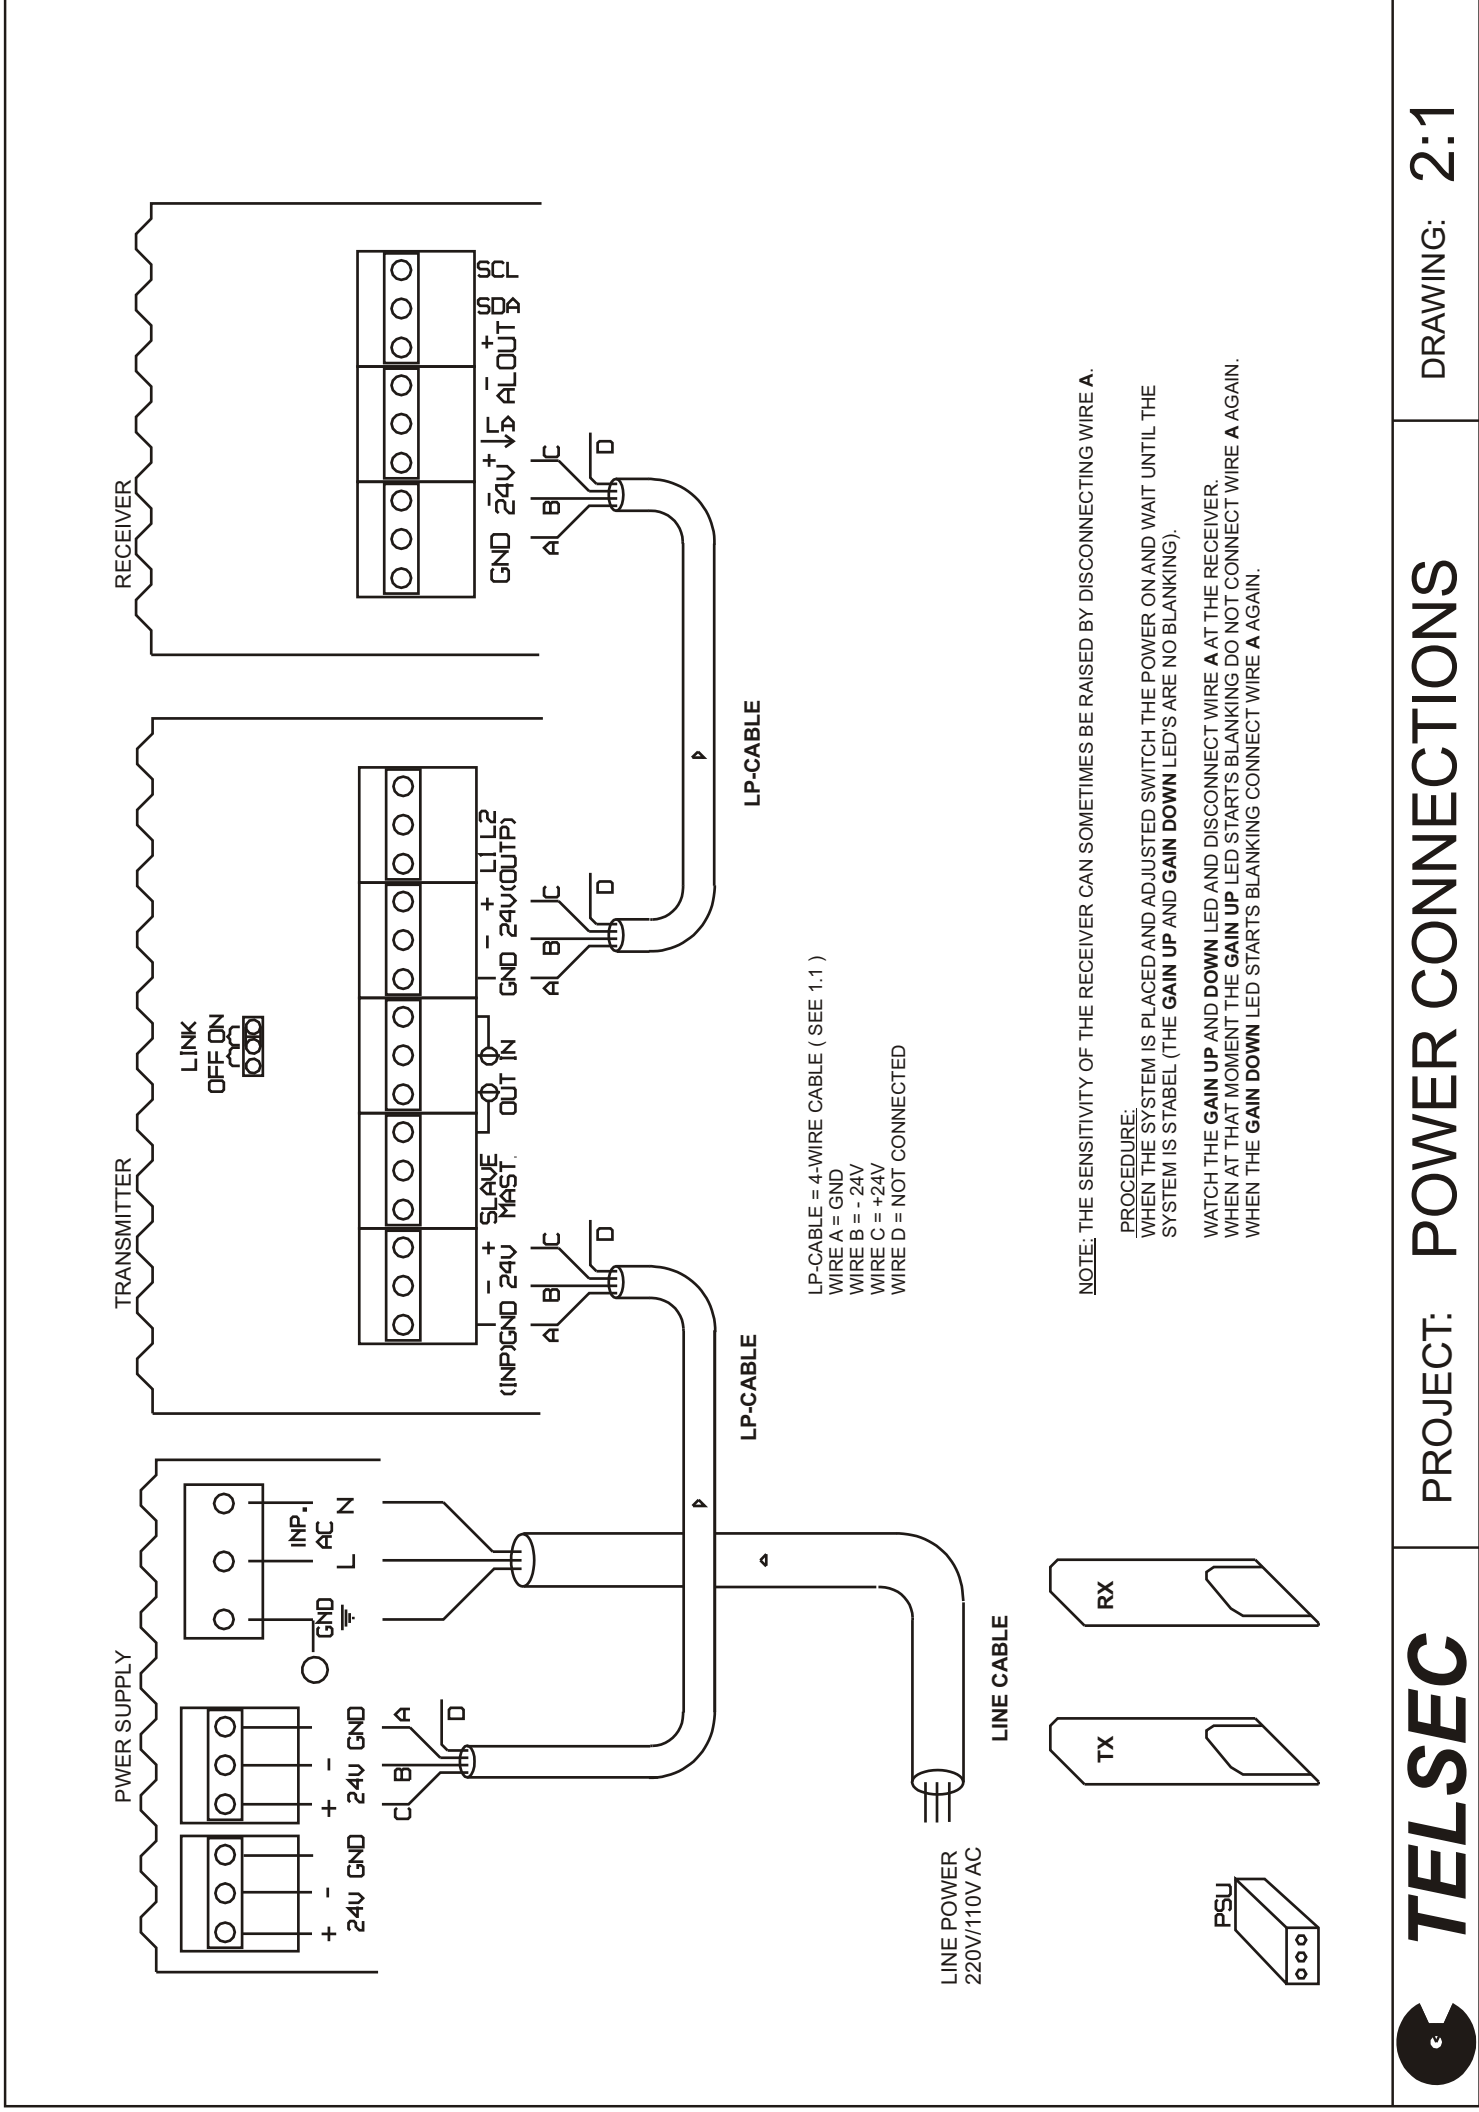 PWER SUPPLY
TRANSMITTER
RECEIVER
LINK
OFF ON
+ - 
24V GND
+ -
24V GND
GND
INP.
AC
L N
C B A
D
(INP)GND
- +
24V
SLAVE
MAST.
OUT IN
GND
- +
24V(OUTP)
L1 L2
GND
- +
24V
- +
ALOUT
SDA
SCL
A B C
D
A B C
D
A B C
D
LP-CABLE
LP-CABLE
LINE CABLE
LINE POWER
220V/110V AC
LP-CABLE = 4-WIRE CABLE ( SEE 1.1 )
WIRE A = GND
WIRE B = - 24V
WIRE C = +24V
WIRE D = NOT CONNECTED
PSU
TX
RX
NOTE: THE SENSITIVITY OF THE RECEIVER CAN SOMETIMES BE RAISED BY DISCONNECTING WIRE A.
PROCEDURE:
WHEN THE SYSTEM IS PLACED AND ADJUSTED SWITCH THE POWER ON AND WAIT UNTIL THE
SYSTEM IS STABEL (THE GAIN UP AND GAIN DOWN LED'S ARE NO BLANKING).
WATCH THE GAIN UP AND DOWN LED AND DISCONNECT WIRE A AT THE RECEIVER.
WHEN AT THAT MOMENT THE GAIN UP LED STARTS BLANKING DO NOT CONNECT WIRE A AGAIN.
WHEN THE GAIN DOWN LED STARTS BLANKING CONNECT WIRE A AGAIN.
TELSEC
PROJECT: POWER CONNECTIONS
DRAWING: 2:1